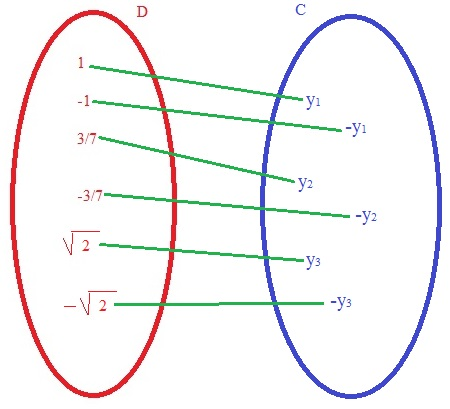 D C
1 y₁
-1 -y₁
3/7 y₂
-3/7 -y₂
√2 y₃
-√2 -y₃